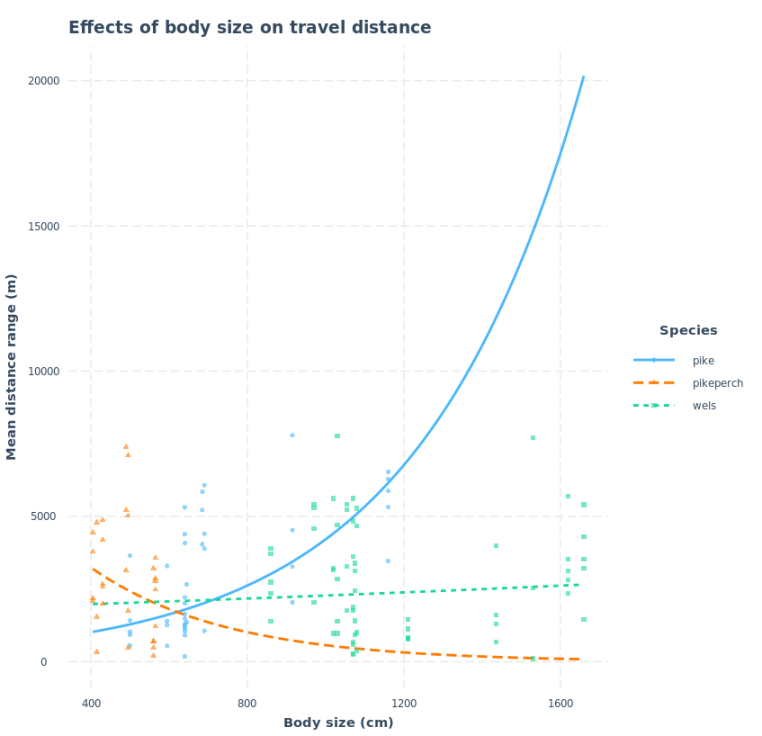 Effects of body size on travel distance
Mean distance range (m)
20000
15000
10000
5000
0
400
800
1200
1600
Body size (cm)
Species
pike
pikeperch
wels